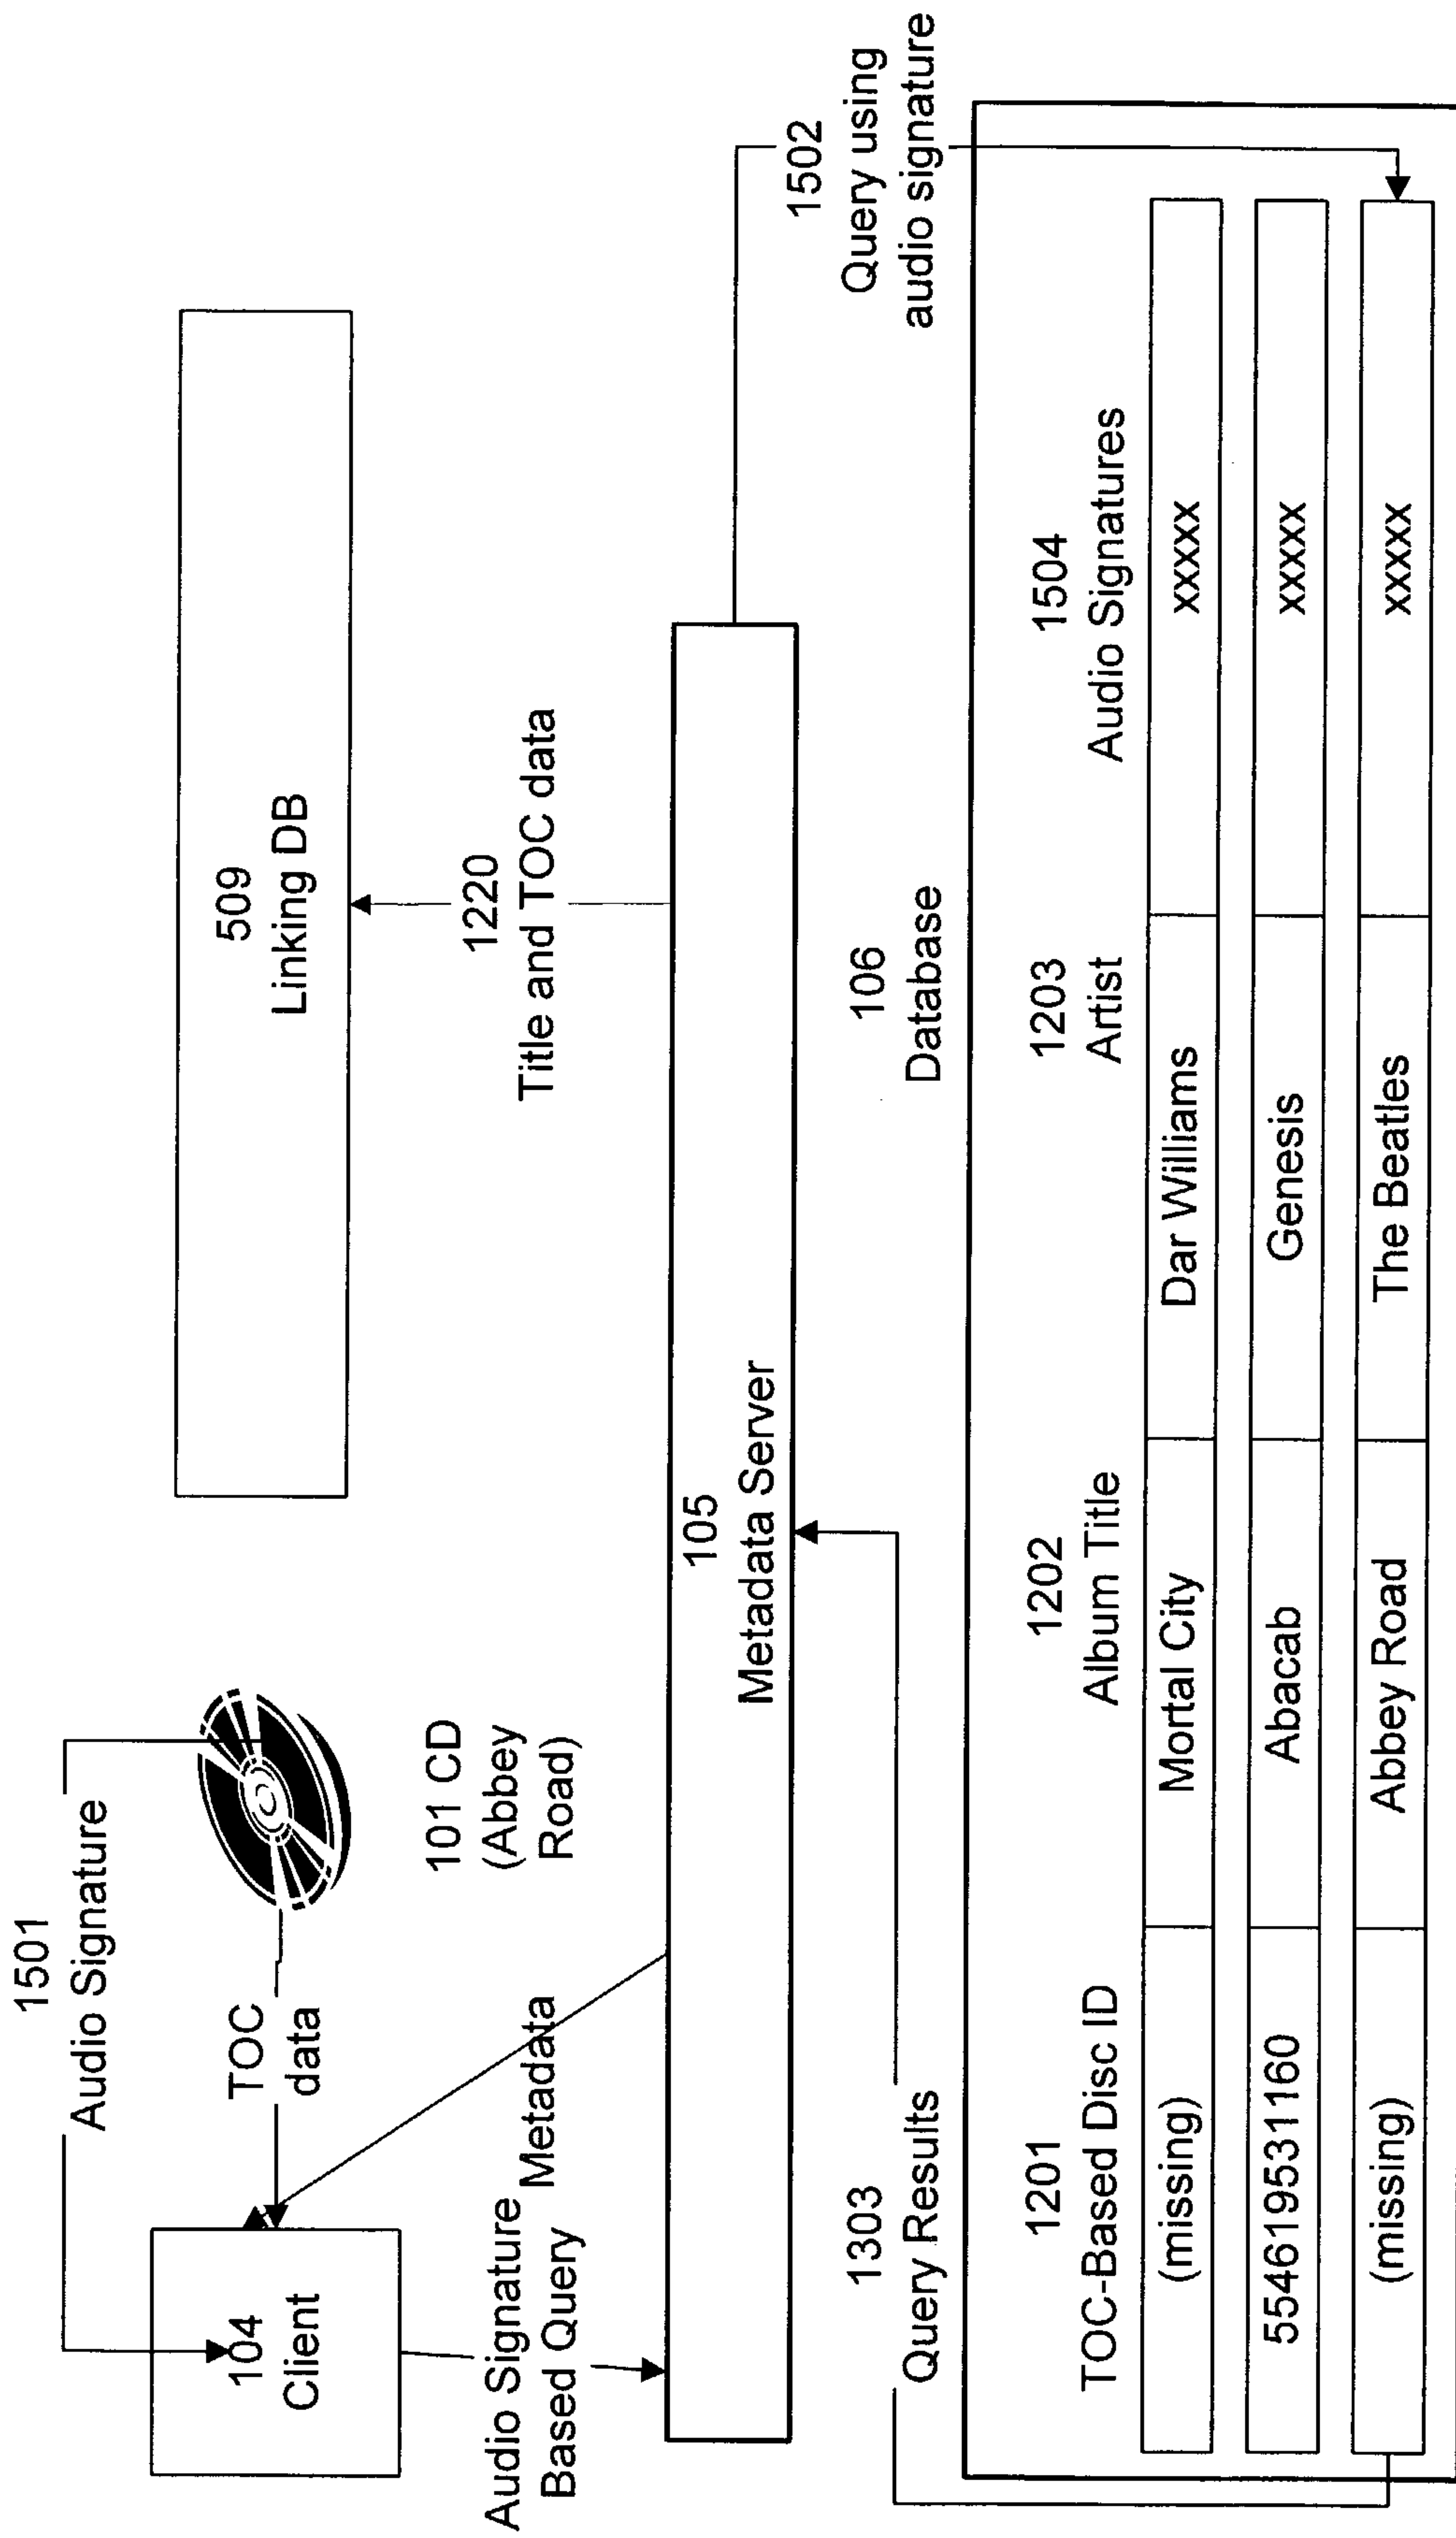 1501
Audio Signature
104
Client
TOC
data
101 CD
(Abbey
Road)
509
Linking DB
Audio Signature
Based Query
Metadata
1220
Title and TOC data
105
Metadata Server
1502
Query using
audio signature
1303
Query Results
106
Database
1201
TOC-Based Disc ID
1202
Album Title
1203
Artist
1504
Audio Signatures
(missing) Mortal City Dar Williams xxxxx
5546195311​60 Abacab Genesis xxxxx
(missing) Abbey Road The Beatles xxxxx